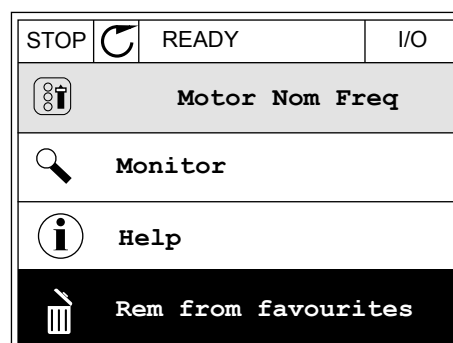 STOP READY I/O
Motor Nom Freq
Monitor
Help
Rem from favourites